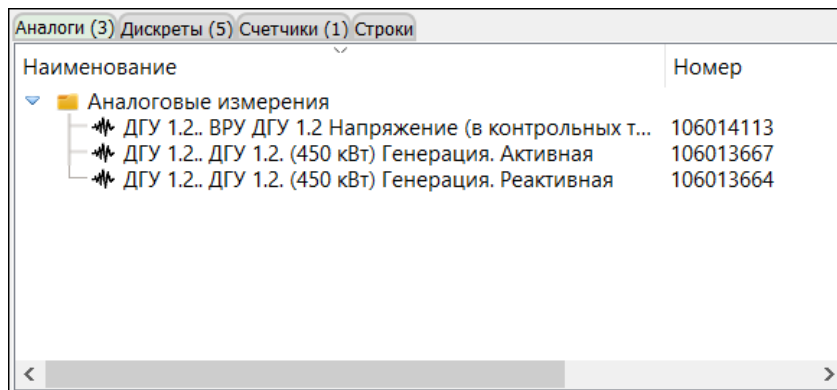 Аналоги (3) Дискреты (5) Счетчики (1) Строки
Наименование Номер
Аналоговые измерения
ДГУ 1.2.. ВРУ ДГУ 1.2 Напряжение (в контрольных т... 106014113
ДГУ 1.2.. ДГУ 1.2. (450 кВт) Генерация. Активная 106013667
ДГУ 1.2.. ДГУ 1.2. (450 кВт) Генерация. Реактивная 106013664